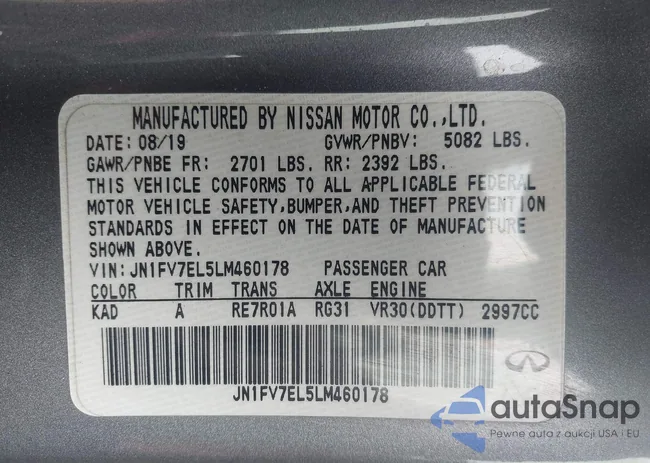 MANUFACTURED BY NISSAN MOTOR CO.,LTD.
DATE: 08/19 GVWR/PNBV: 5082 LBS.
GAWR/PNBE FR: 2701 LBS. RR: 2392 LBS.
THIS VEHICLE CONFORMS TO ALL APPLICABLE FEDERAL
MOTOR VEHICLE SAFETY,BUMPER,AND THEFT PREVENTION
STANDARDS IN EFFECT ON THE DATE OF MANUFACTURE
SHOWN ABOVE.
VIN: JN1FV7EL5LM460178 PASSENGER CAR
COLOR TRIM TRANS AXLE ENGINE
KAD A RE7R01A RG31 VR30(DDTT) 2997CC
JN1FV7EL5LM460178
autaSnap
Pewne auta z aukcji USA i EU